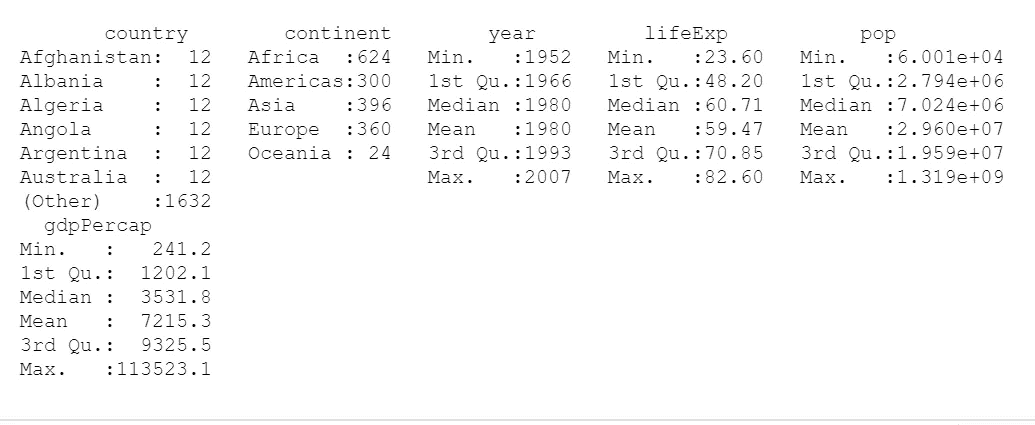 country continent year lifeExp pop
Afghanistan: 12 Africa :624 Min. :1952 Min. :23.60 Min. :6.001e+04
Albania : 12 Americas:300 1st Qu.:1966 1st Qu.:48.20 1st Qu.:2.794e+06
Algeria : 12 Asia :396 Median :1980 Median :60.71 Median :7.024e+06
Angola : 12 Europe :360 Mean :1980 Mean :59.47 Mean :2.960e+07
Argentina : 12 Oceania : 24 3rd Qu.:1993 3rd Qu.:70.85 3rd Qu.:1.959e+07
Australia : 12 Max. :2007 Max. :82.60 Max. :1.319e+09
(Other) :1632
gdpPercap
Min. : 241.2
1st Qu.: 1202.1
Median : 3531.8
Mean : 7215.3
3rd Qu.: 9325.5
Max. :113523.1